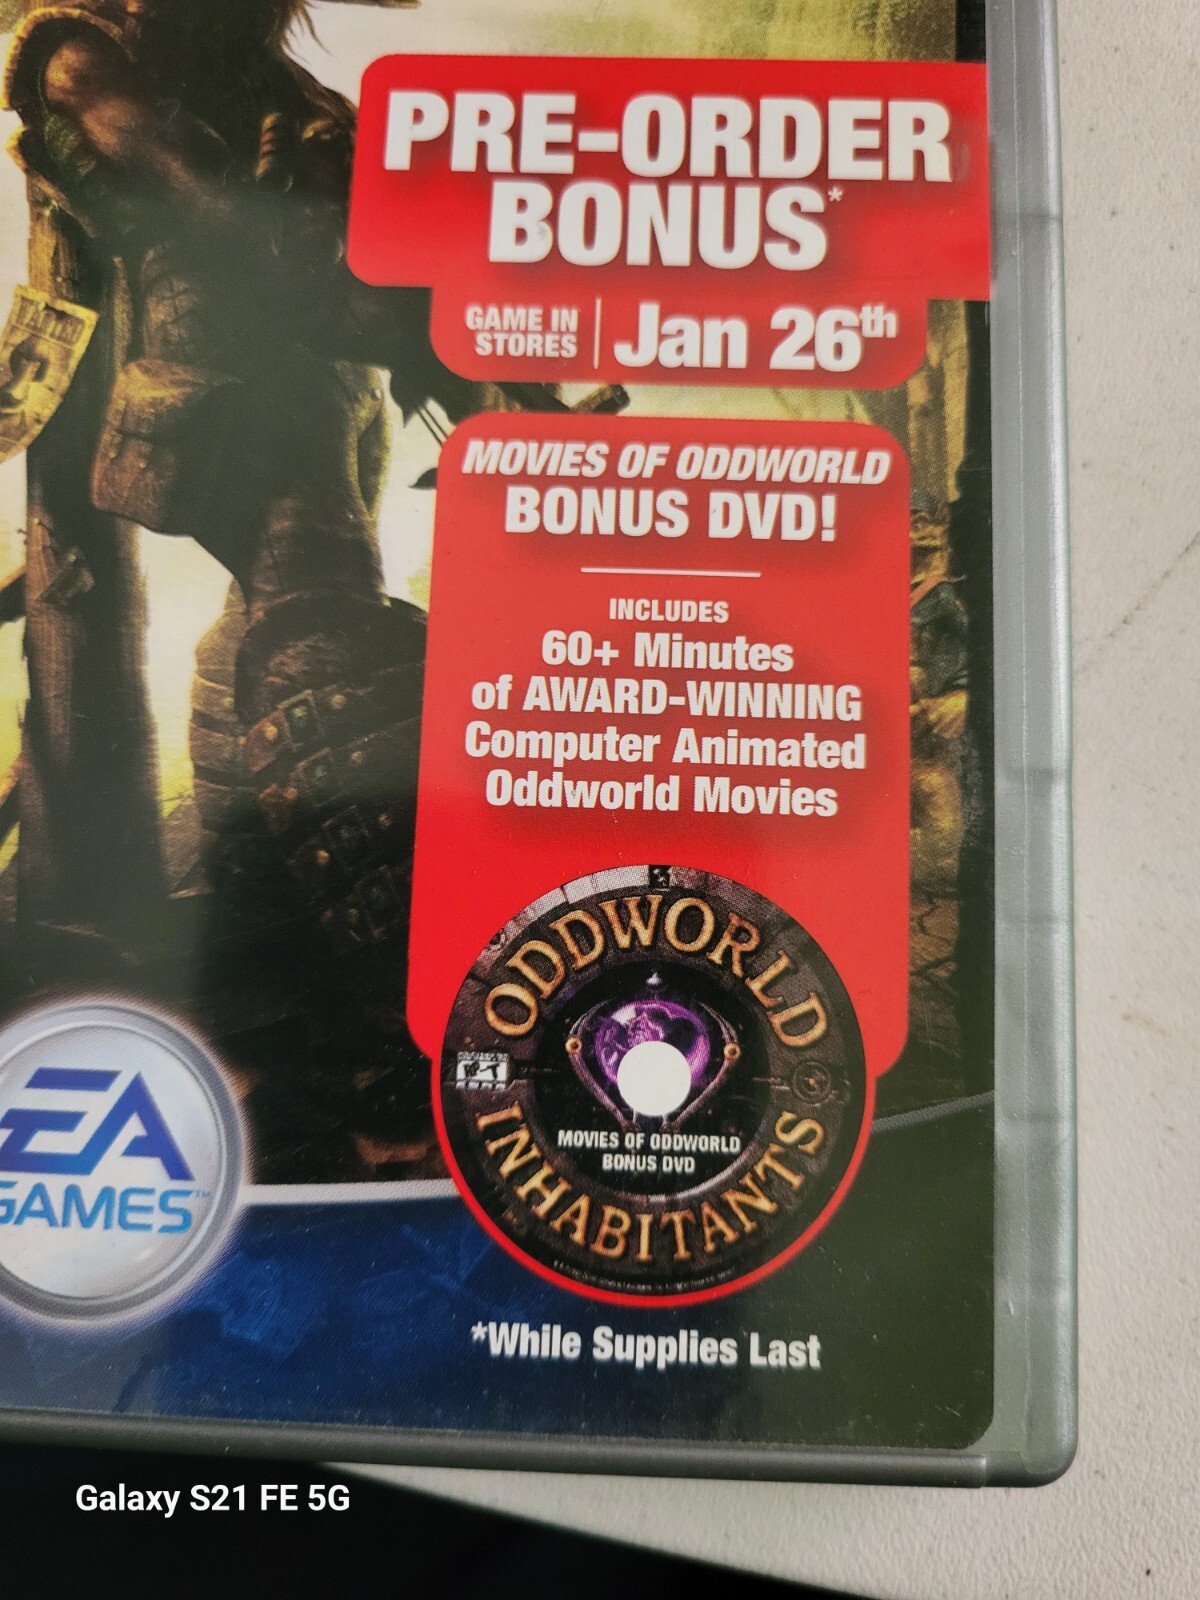 PRE-ORDER
BONUS*
GAME IN
STORES
Jan 26th
MOVIES OF ODDWORLD
BONUS DVD!
INCLUDES
60+ Minutes
of AWARD-WINNING
Computer Animated
Oddworld Movies
ODDWORLD
RP-T
MOVIES OF ODDWORLD
BONUS DVD
INHABITANTS
EA
GAMES™
*While Supplies Last
Galaxy S21 FE 5G